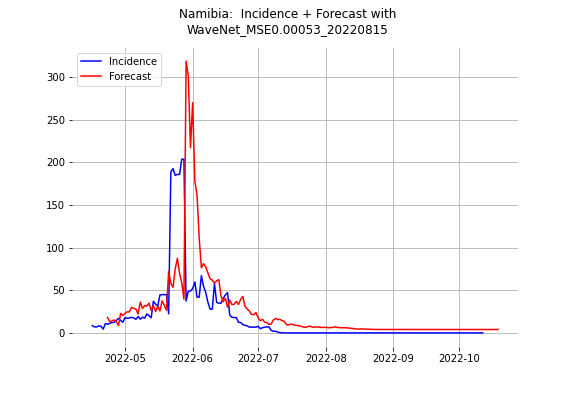 Namibia:  Incidence + Forecast with
WaveNet_MSE0.00053_20220815
Incidence
Forecast
300
250
200
150
100
50
0
2022-05 2022-06 2022-07 2022-08 2022-09 2022-10